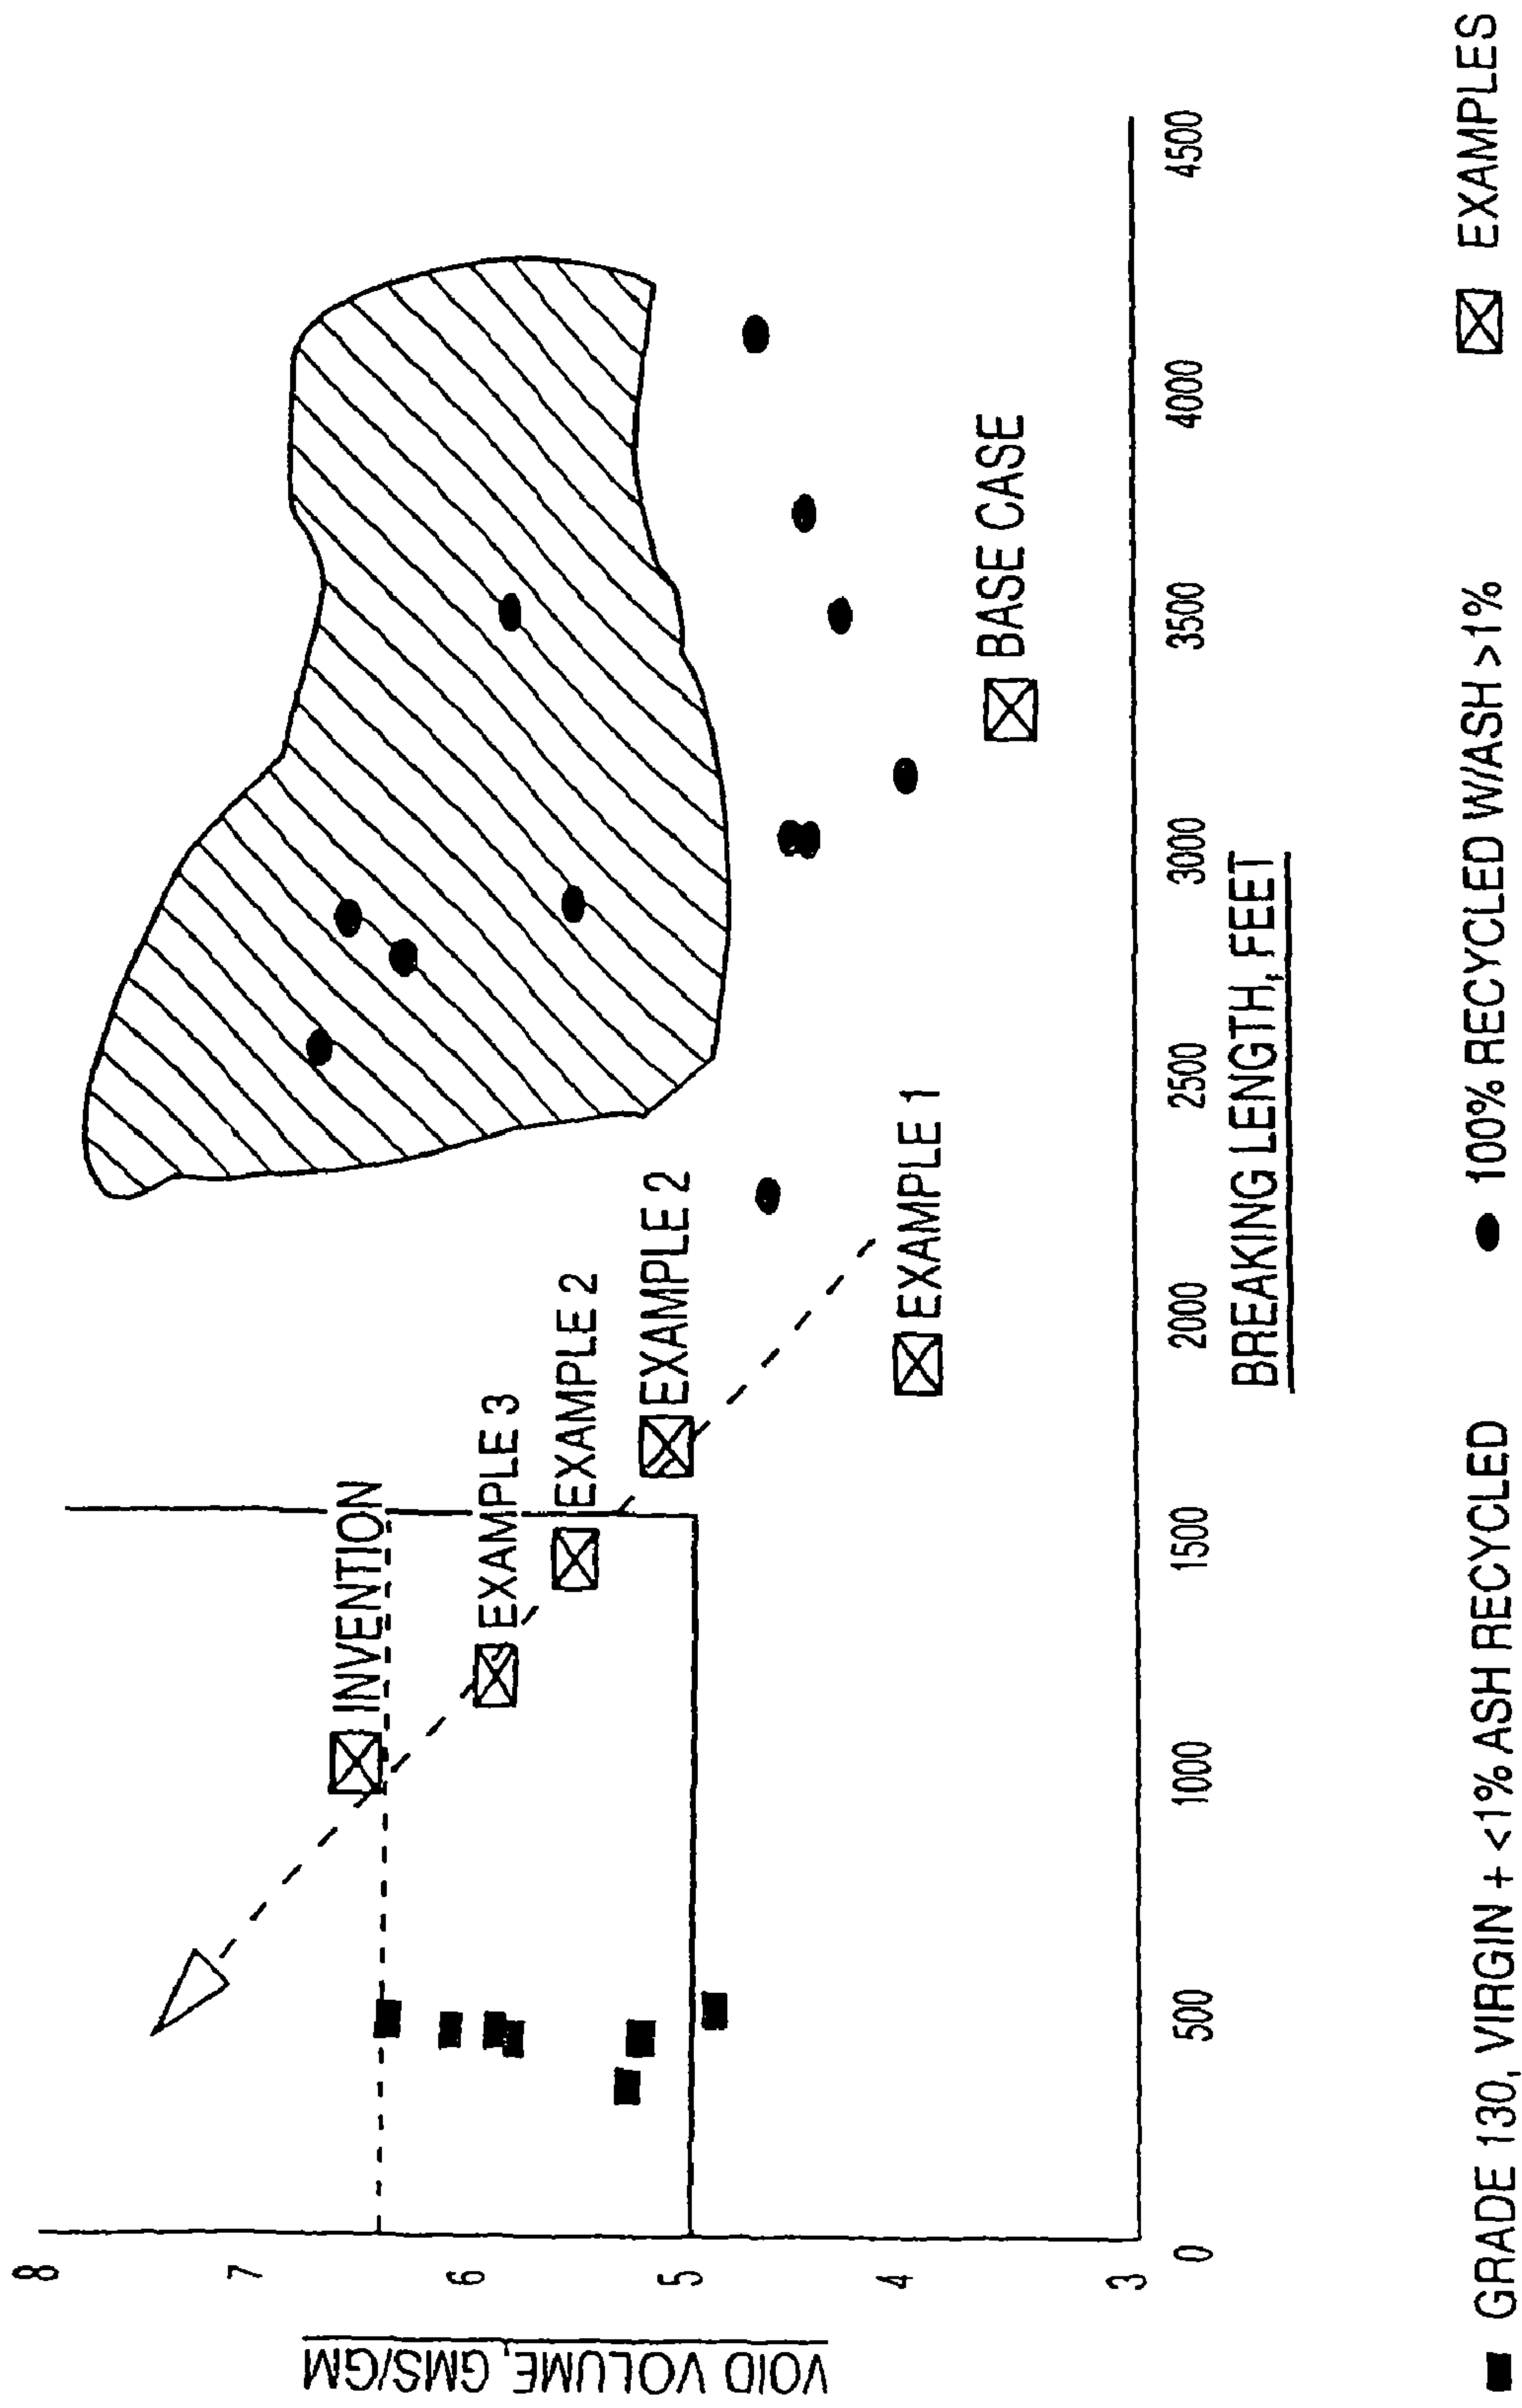 VOID VOLUME, GMS/GM
8
7
6
5
4
3
INVENTION
EXAMPLE 3
EXAMPLE 2
EXAMPLE 2
EXAMPLE 1
BASE CASE
0 500 1000 1500 2000 2500 3000 3500 4000 4500
BREAKING LENGTH, FEET
GRADE 130, VIRGIN + <1% ASH RECYCLED 100% RECYCLED W/ASH >1% EXAMPLES